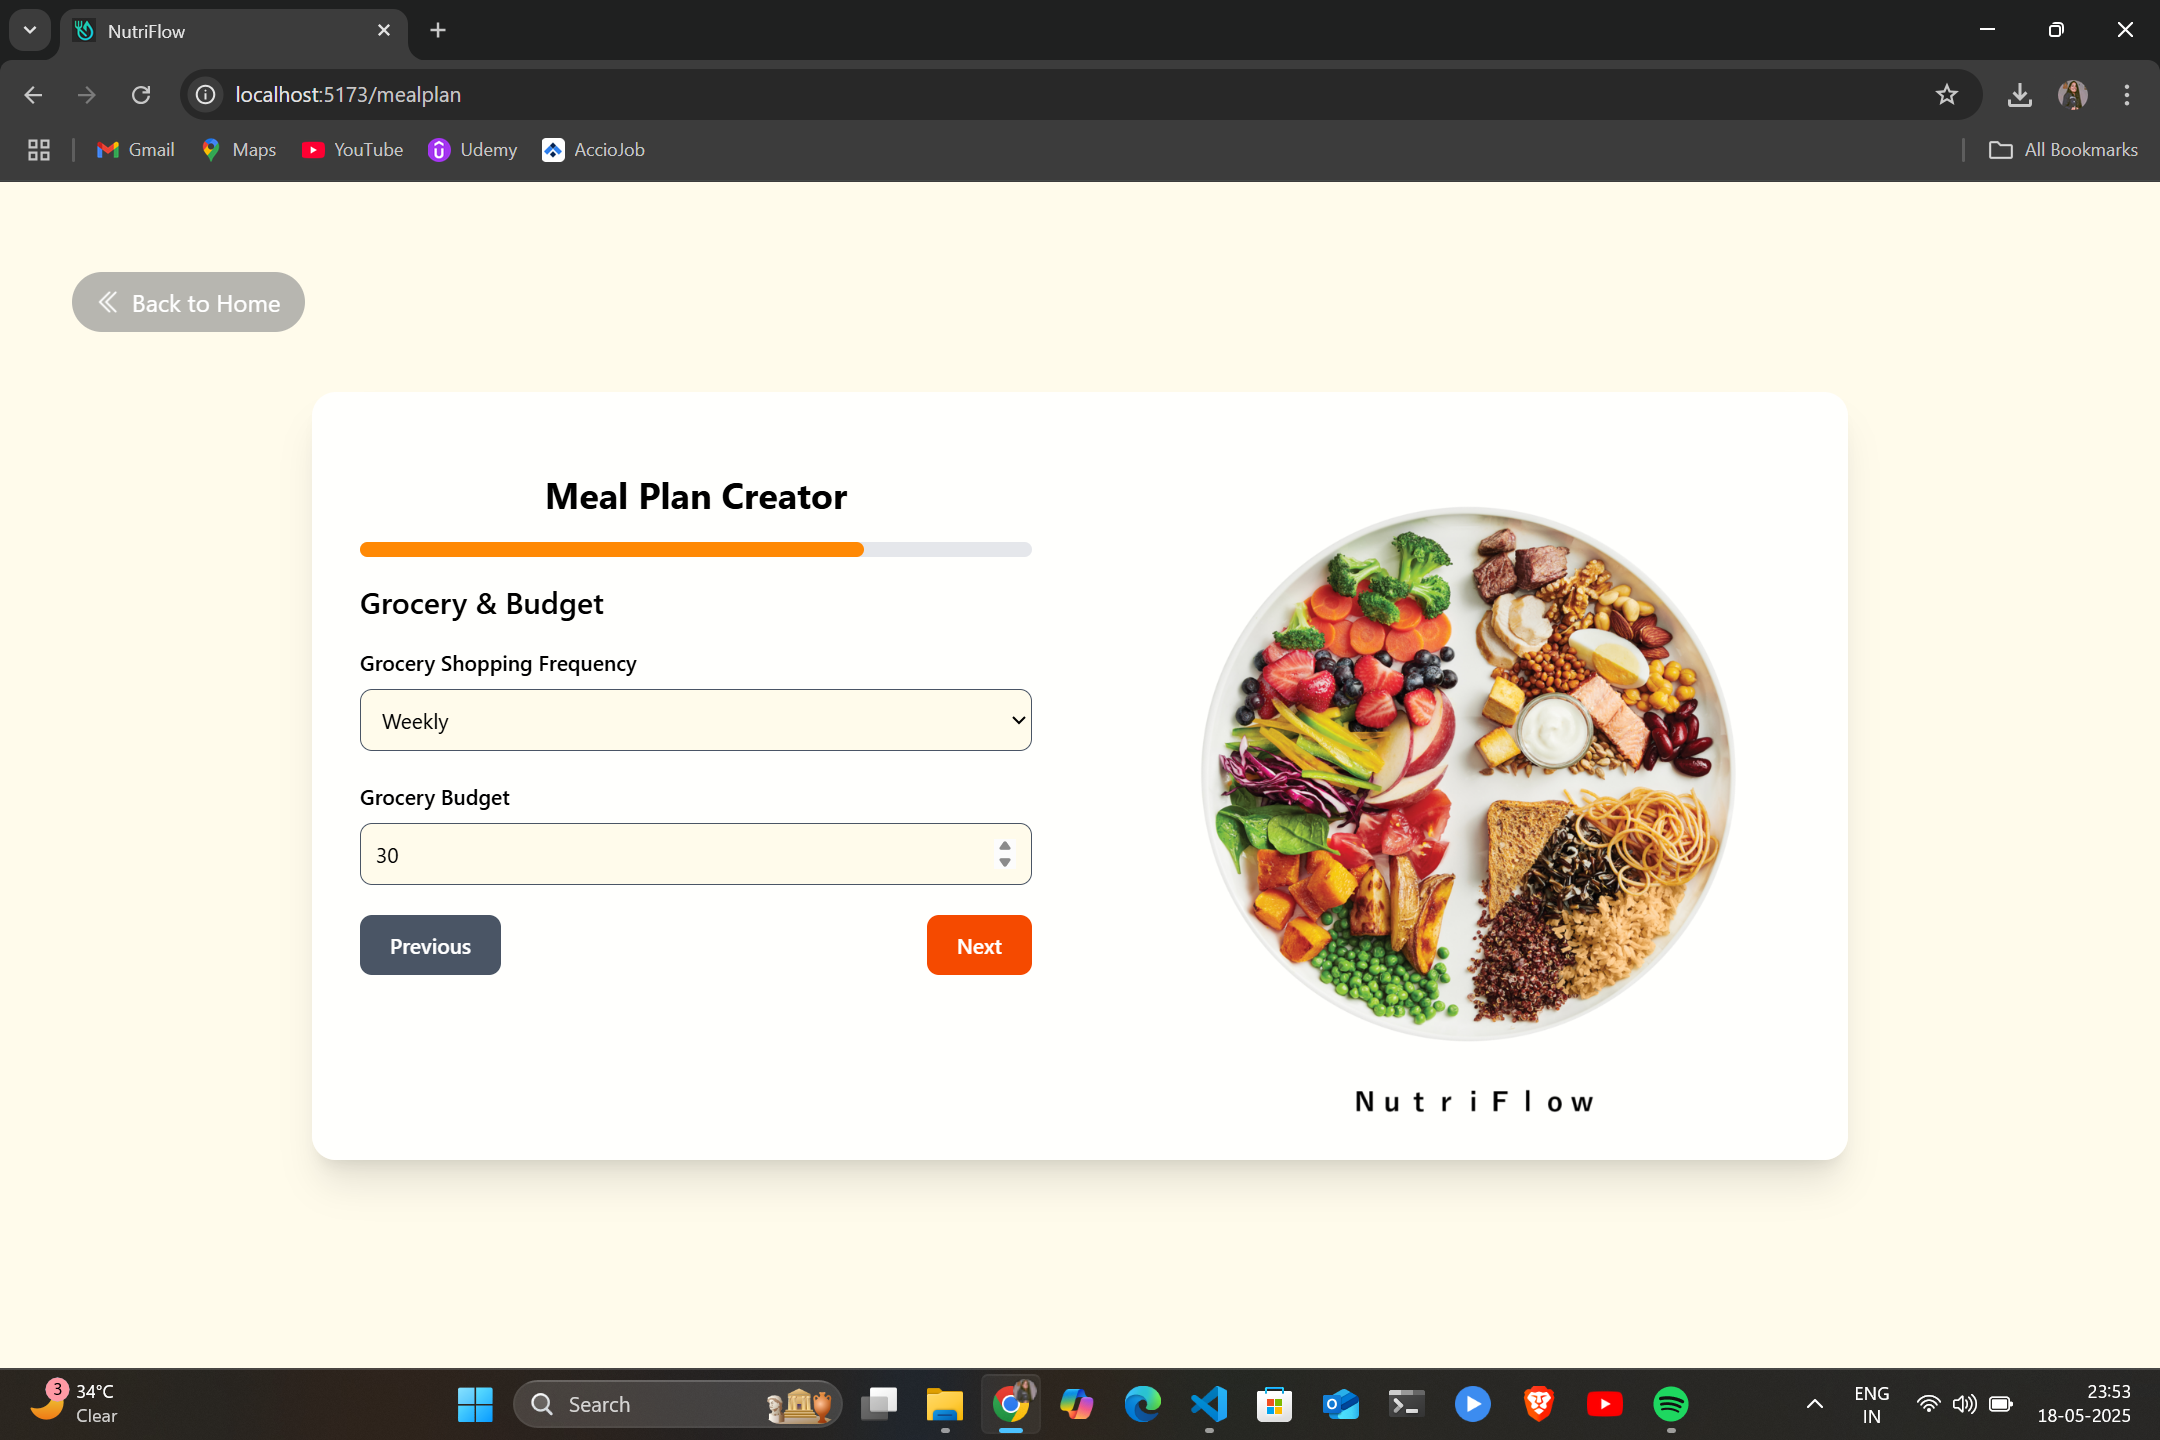 NutriFlow
localhost:5173/mealplan
Gmail
Maps
YouTube
Udemy
AccioJob
All Bookmarks
Back to Home
Meal Plan Creator
Grocery & Budget
Grocery Shopping Frequency
Weekly
Grocery Budget
30
Previous
Next
NutriFlow
3
34°C
Clear
Search
ENG
IN
23:53
18-05-2025